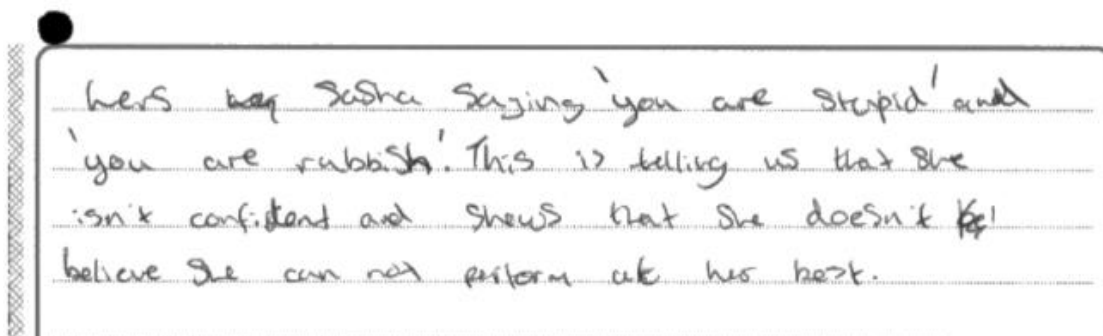 hers Sasha saying 'you are stupid' and
'you are rubbish'. This is telling us that she
isn't confident and shows that she doesn't
believe she can not perform at her best.